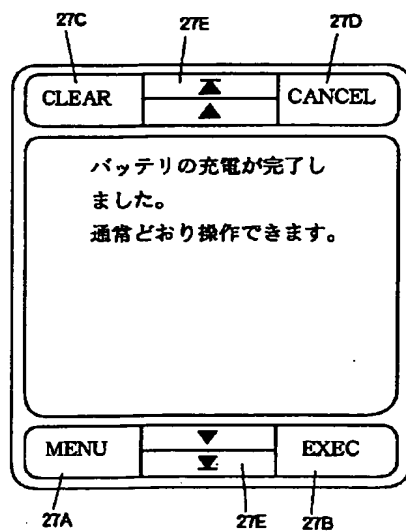 27C 27E 27D
CLEAR CANCEL
バッテリの充電が完了し
ました。
通常どおり操作できます。
MENU EXEC
27A 27E 27B